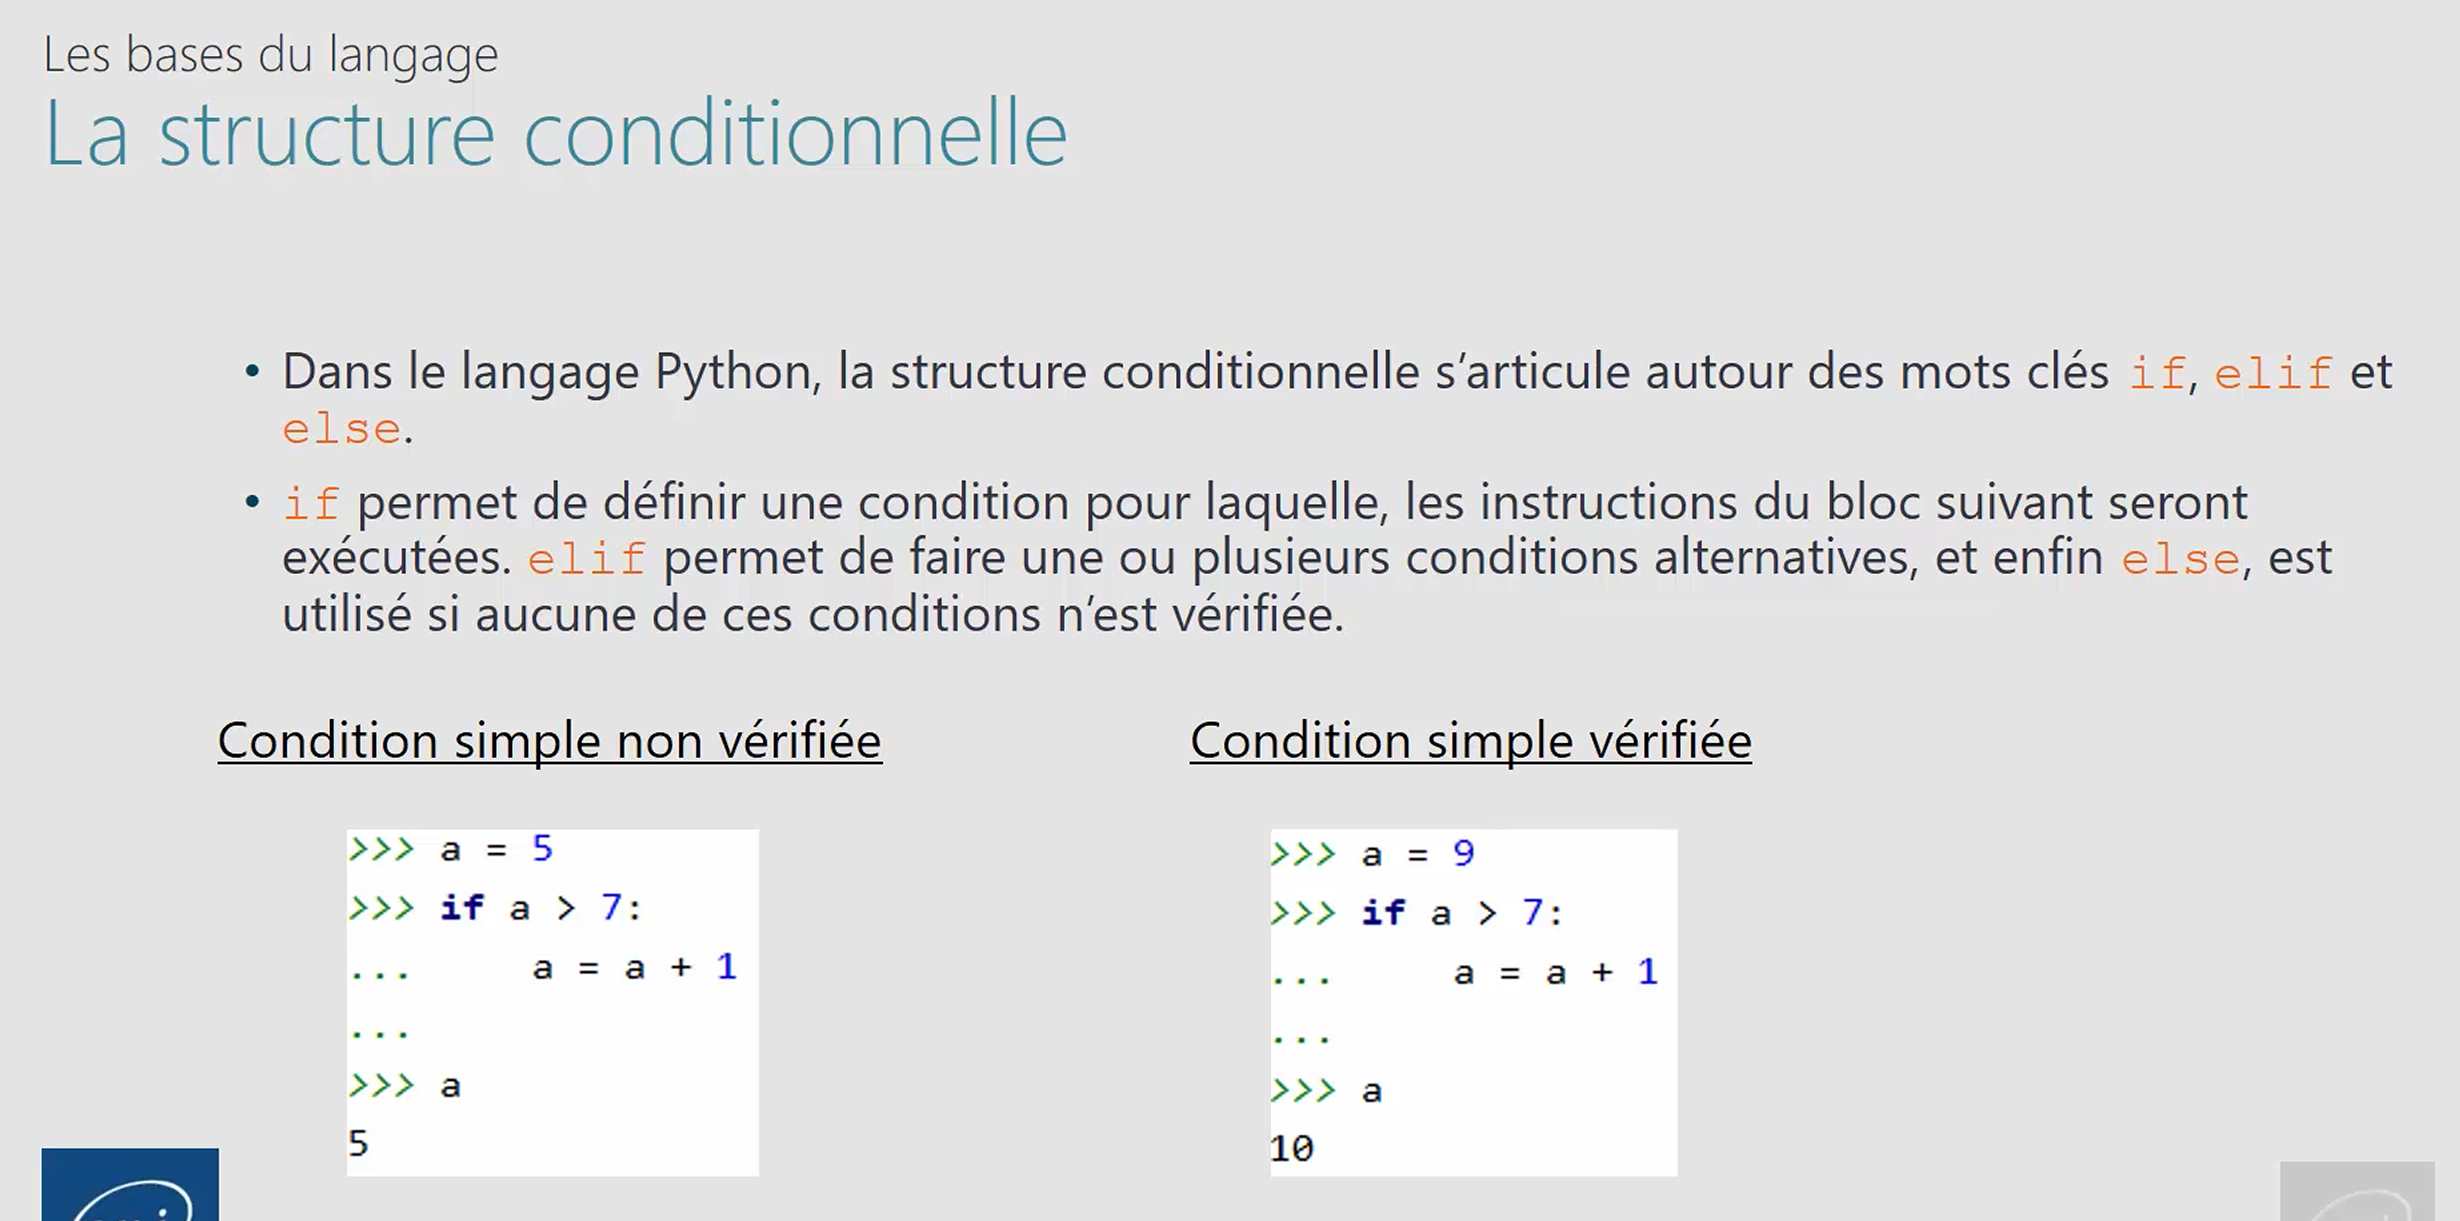 Les bases du langage
La structure conditionnelle
• Dans le langage Python, la structure conditionnelle s’articule autour des mots clés if, elif et
else.
• if permet de définir une condition pour laquelle, les instructions du bloc suivant seront
exécutées. elif permet de faire une ou plusieurs conditions alternatives, et enfin else, est
utilisé si aucune de ces conditions n’est vérifiée.
Condition simple non vérifiée
>>> a = 5
>>> if a > 7:
...     a = a + 1
...
>>> a
5
Condition simple vérifiée
>>> a = 9
>>> if a > 7:
...     a = a + 1
...
>>> a
10